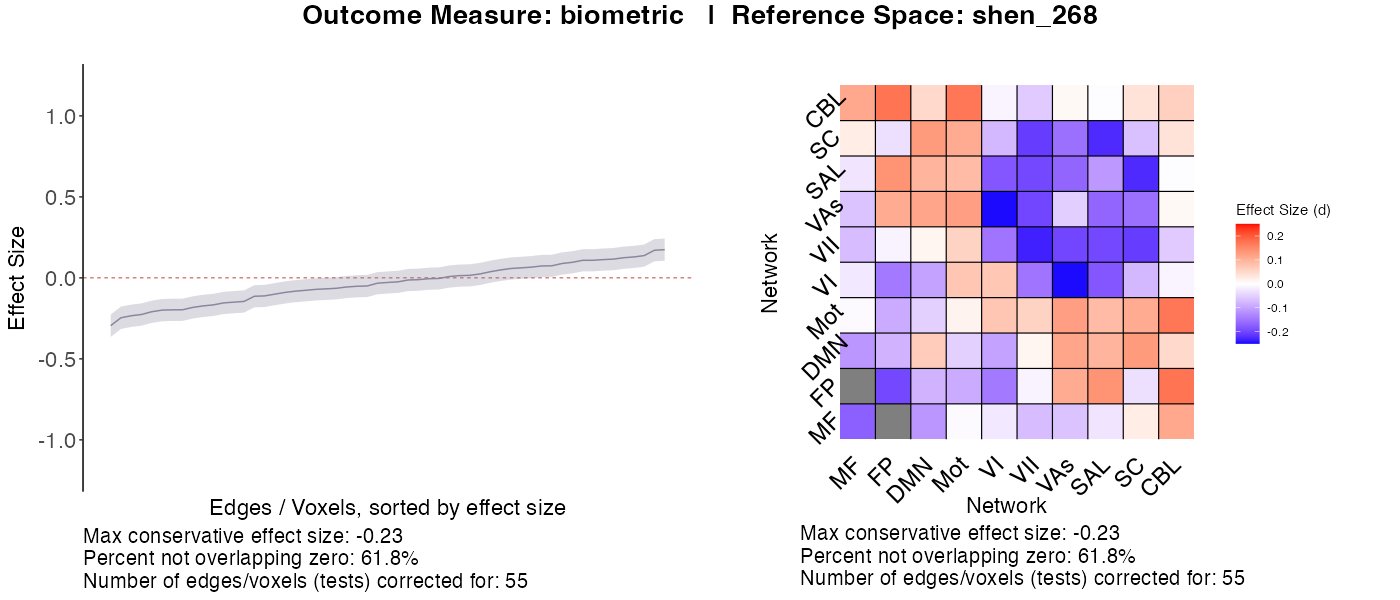 Outcome Measure: biometric | Reference Space: shen_268
Effect Size
1.0
0.5
0.0
-0.5
-1.0
Edges / Voxels, sorted by effect size
Max conservative effect size: -0.23
Percent not overlapping zero: 61.8%
Number of edges/voxels (tests) corrected for: 55
Network
CBL
SC
SAL
VAs
VII
VI
Mot
DMN
FP
MF
MF
FP
DMN
Mot
VI
VII
VAs
SAL
SC
CBL
Network
Effect Size (d)
0.2
0.1
0.0
-0.1
-0.2
Max conservative effect size: -0.23
Percent not overlapping zero: 61.8%
Number of edges/voxels (tests) corrected for: 55